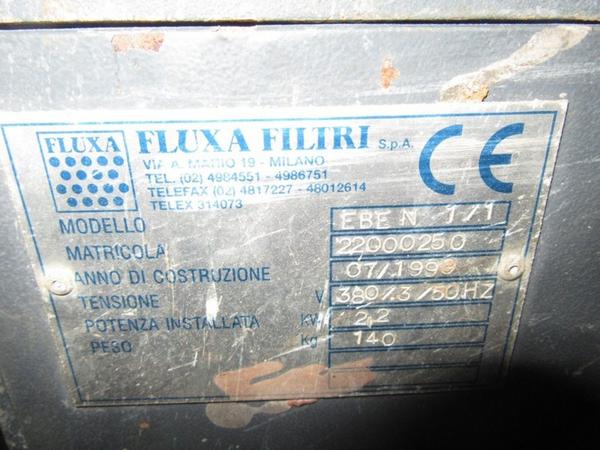 FLUXA
FLUXA FILTRI S.p.A.
VIA A. MARIO 19 - MILANO
TEL. (02) 4984551 - 4986751
TELEFAX (02) 4817227 - 48012614
TELEX 314073
CE
MODELLO EBE N 1/1
MATRICOLA 22000250
ANNO DI COSTRUZIONE
TENSIONE V 380/3/50HZ
POTENZA INSTALLATA KW 2,2
PESO Kg 140